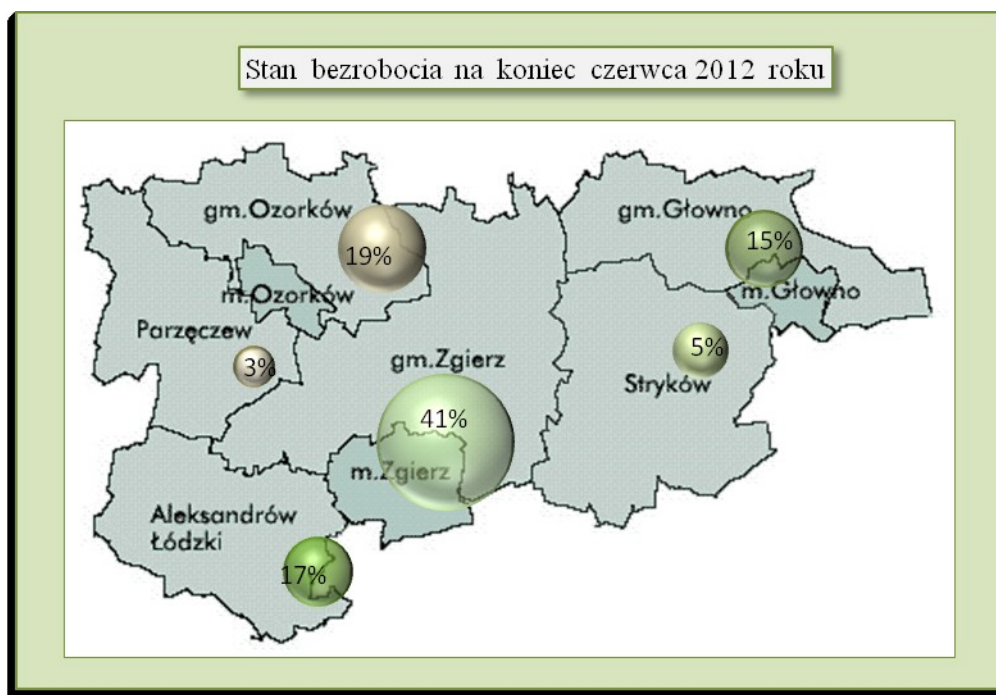 Stan bezrobocia na koniec czerwca 2012 roku
gm.Ozorków
19%
m.Ozorków
Parzęczew
3%
gm.Głowno
15%
m.Głowno
5%
Stryków
gm.Zgierz
41%
m.Zgierz
Aleksandrów
Łódzki
17%